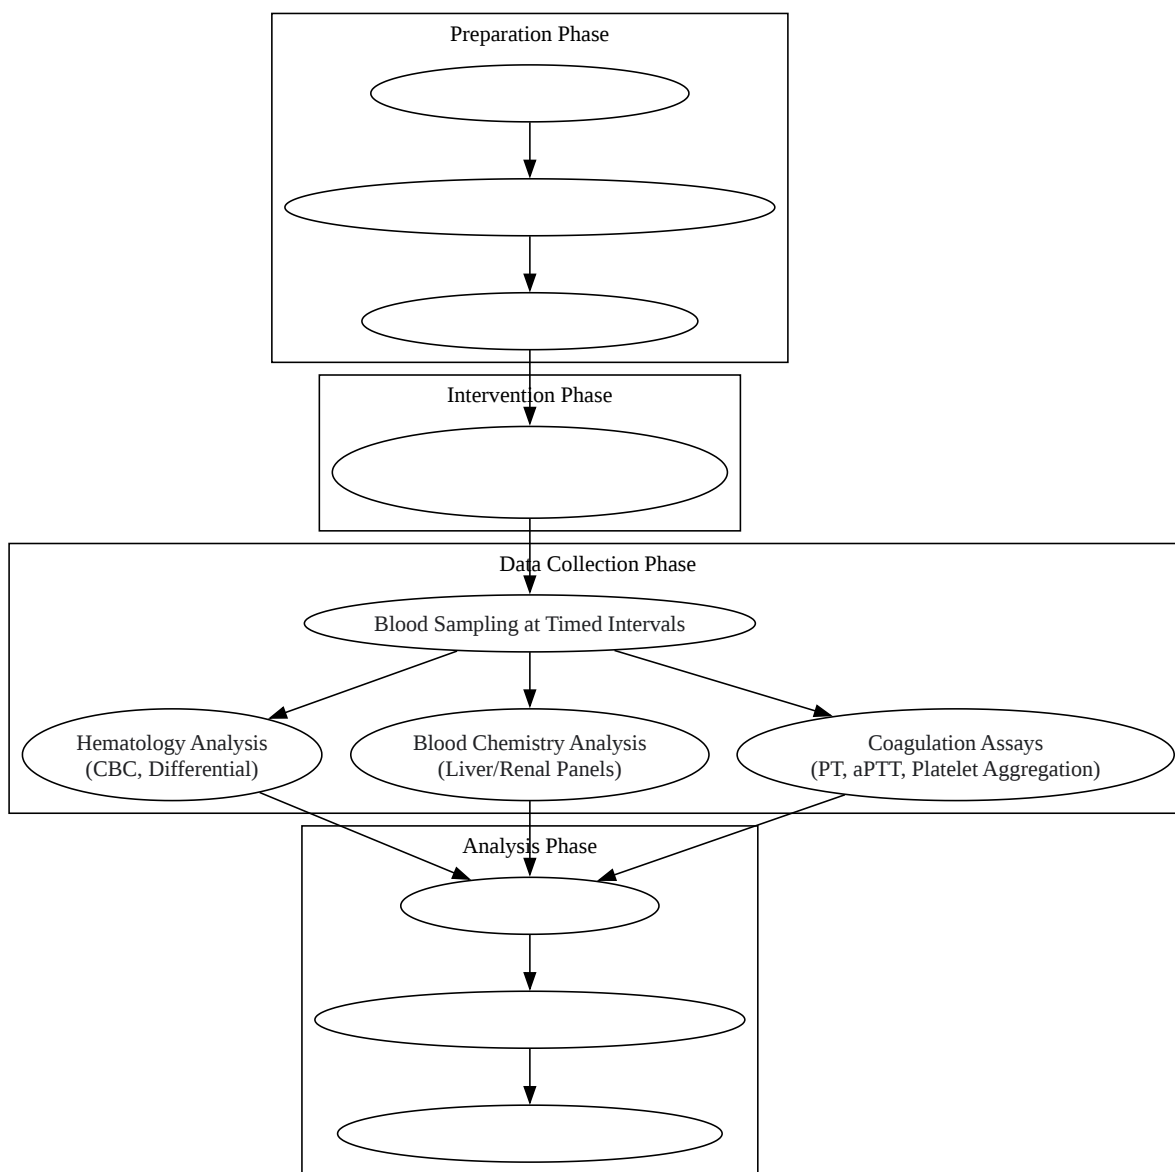 Preparation Phase
Intervention Phase
Data Collection Phase
Blood Sampling at Timed Intervals
Hematology Analysis
(CBC, Differential)
Blood Chemistry Analysis
(Liver/Renal Panels)
Coagulation Assays
(PT, aPTT, Platelet Aggregation)
Analysis Phase